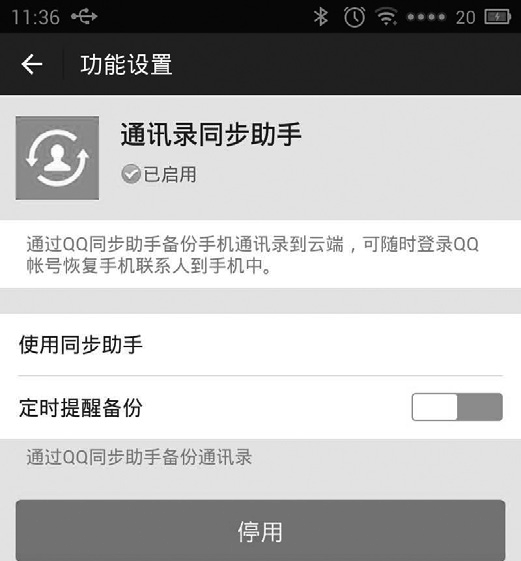 11:36 20
功能设置
通讯录同步助手
已启用
通过QQ同步助手备份手机通讯录到云端，可随时登录QQ
帐号恢复手机联系人到手机中。
使用同步助手
定时提醒备份
通过QQ同步助手备份通讯录
停用